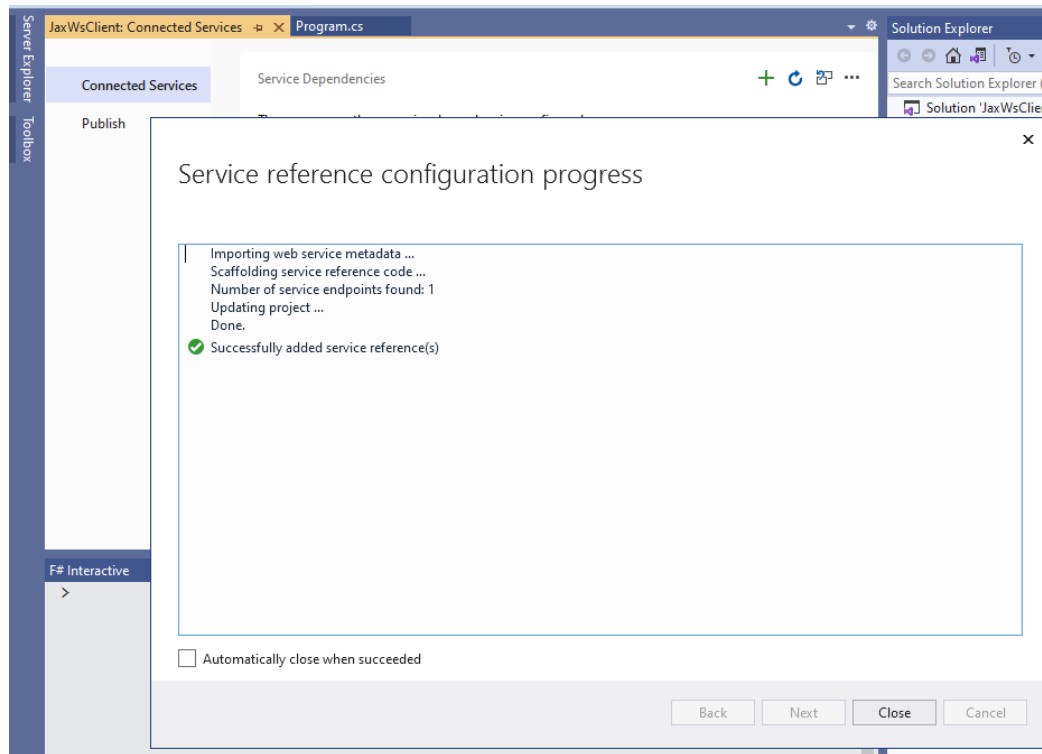 Server Explorer
Toolbox
JaxWsClient: Connected Services
Program.cs
Solution Explorer
Connected Services
Service Dependencies
Search Solution Explorer (
Publish
Solution 'JaxWsClie
Service reference configuration progress
Importing web service metadata ...
Scaffolding service reference code ...
Number of service endpoints found: 1
Updating project ...
Done.
Successfully added service reference(s)
F# Interactive
>
Automatically close when succeeded
Back
Next
Close
Cancel